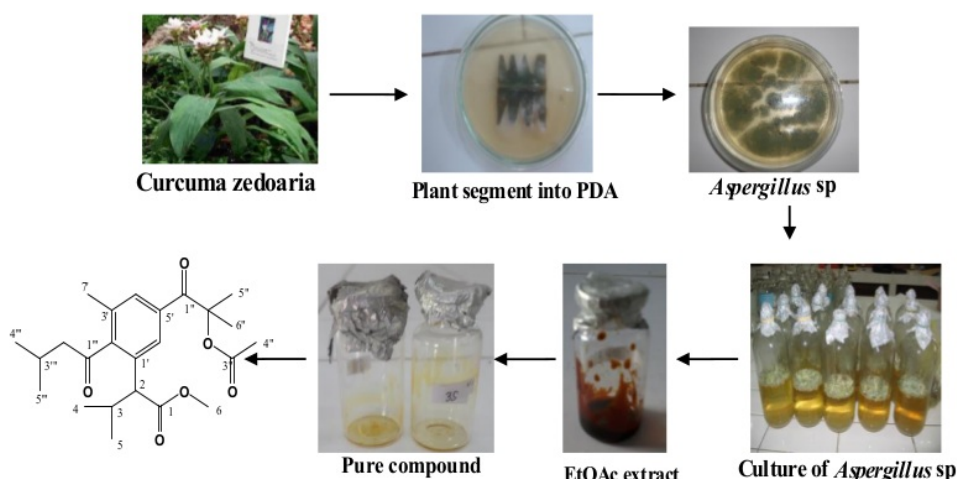 Curcuma zedoaria
Plant segment into PDA
Aspergillus sp
Culture of Aspergillus sp
EtOAc extract
Pure compound
O
7'
5"
3'
5'
1"
6"
4'"
O
4"
1'"
1'
3"
3'"
O
2
O
5'"
4
3
1
O
6
5
O